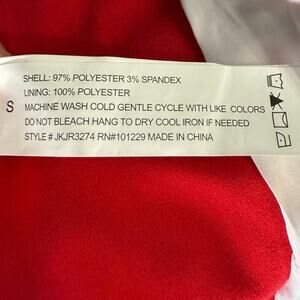 SHELL: 97% POLYESTER 3% SPANDEX
LINING: 100% POLYESTER
S
MACHINE WASH COLD GENTLE CYCLE WITH LIKE COLORS
DO NOT BLEACH HANG TO DRY COOL IRON IF NEEDED
STYLE # JKJR3274 RN#101229 MADE IN CHINA